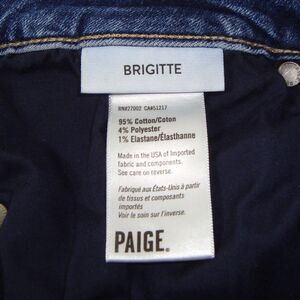 BRIGITTE
RN#27002 CA#51217
95% Cotton/Coton
4% Polyester
1% Elastane/Élasthanne
Made in the USA of Imported
fabric and components.
See care on reverse.
Fabriqué aux États-Unis à partir
de tissus et composants
importés
Voir le soin sur l'inverse.
PAIGE®